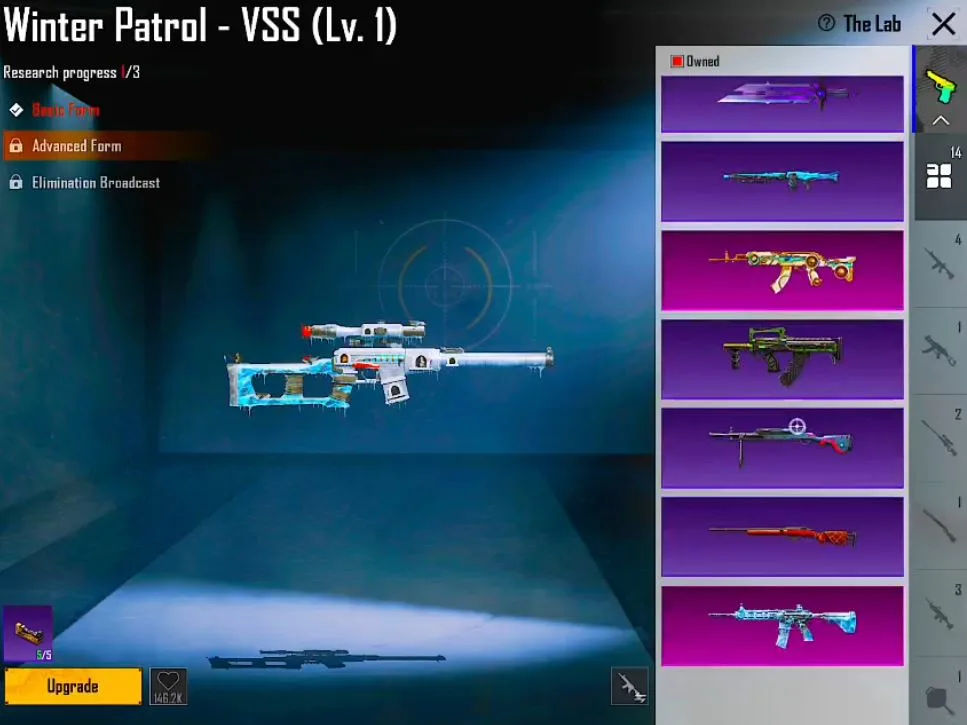 Winter Patrol - VSS (Lv. 1)
The Lab
Research progress 1/3
Owned
Basic Form
Advanced Form
Elimination Broadcast
14
4
1
2
1
3
1
5/5
Upgrade
146.2K